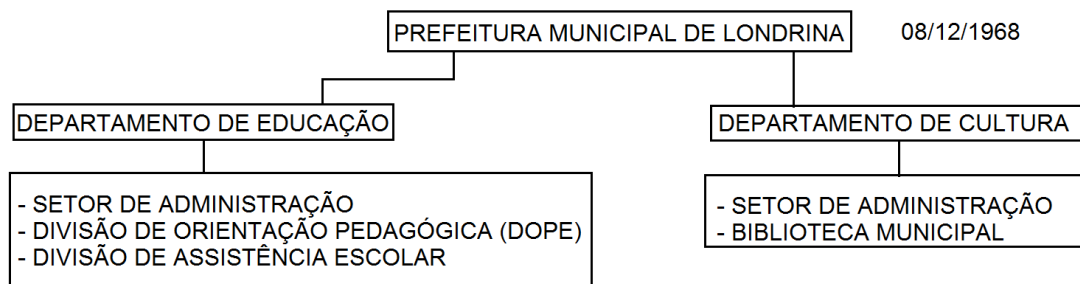 PREFEITURA MUNICIPAL DE LONDRINA 08/12/1968
DEPARTAMENTO DE EDUCAÇÃO
- SETOR DE ADMINISTRAÇÃO
- DIVISÃO DE ORIENTAÇÃO PEDAGÓGICA (DOPE)
- DIVISÃO DE ASSISTÊNCIA ESCOLAR
DEPARTAMENTO DE CULTURA
- SETOR DE ADMINISTRAÇÃO
- BIBLIOTECA MUNICIPAL